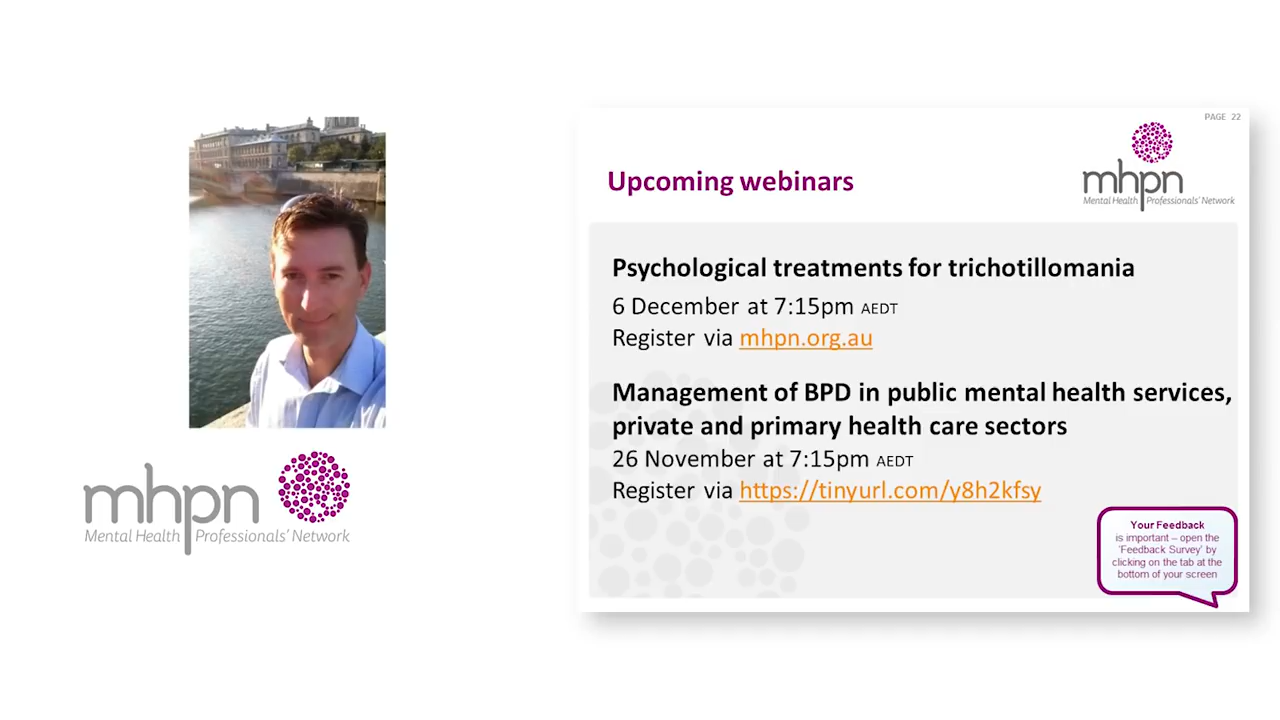 mhpn
Mental Health Professionals' Network
PAGE 22
mhpn
Mental Health Professionals' Network
Upcoming webinars
Psychological treatments for trichotillomania
6 December at 7:15pm AEDT
Register via mhpn.org.au
Management of BPD in public mental health services,
private and primary health care sectors
26 November at 7:15pm AEDT
Register via https://tinyurl.com/y8h2kfsy
Your Feedback
is important – open the
'Feedback Survey' by
clicking on the tab at the
bottom of your screen